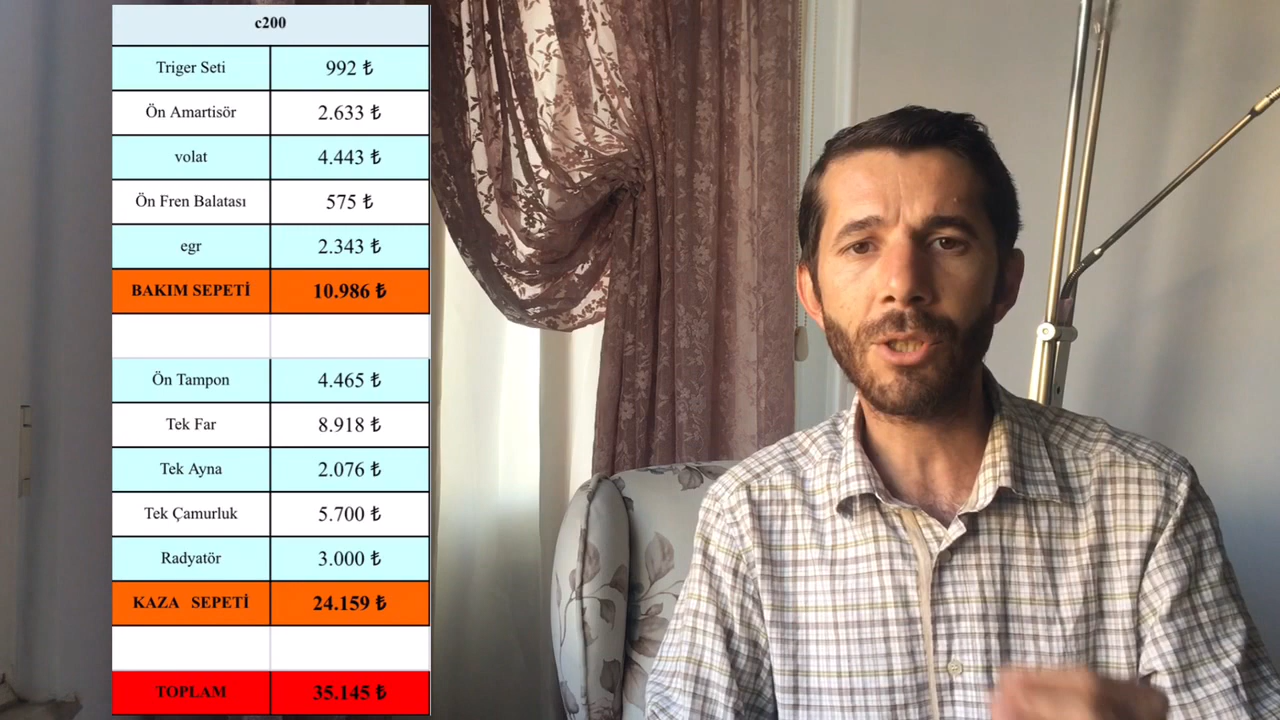 c200
Triger Seti 992 ₺
Ön Amartisör 2.633 ₺
volat 4.443 ₺
Ön Fren Balatası 575 ₺
egr 2.343 ₺
BAKIM SEPETİ 10.986 ₺
Ön Tampon 4.465 ₺
Tek Far 8.918 ₺
Tek Ayna 2.076 ₺
Tek Çamurluk 5.700 ₺
Radyatör 3.000 ₺
KAZA SEPETİ 24.159 ₺
TOPLAM 35.145 ₺